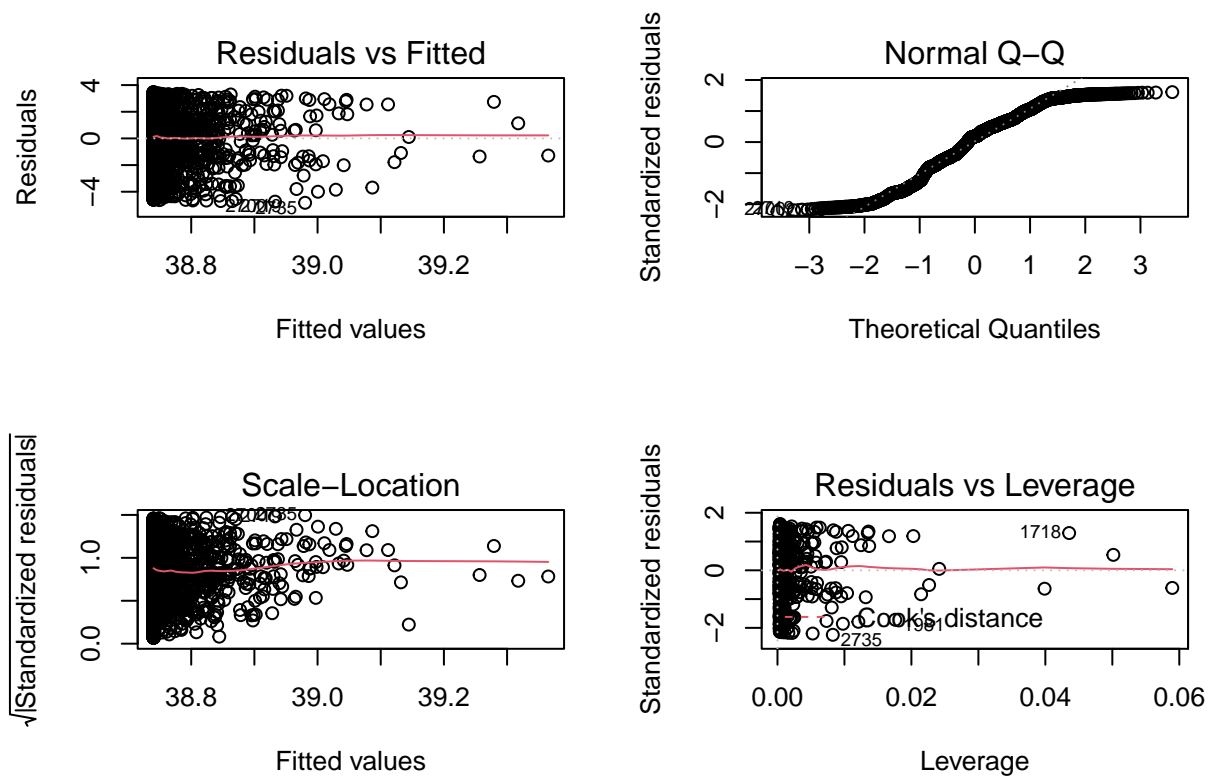 Residuals vs Fitted
Residuals
4
0
−4
2735
38.8 39.0 39.2
Fitted values
Normal Q−Q
Standardized residuals
2
0
−2
−3 −2 −1 0 1 2 3
Theoretical Quantiles
Scale−Location
√|Standardized residuals|
1.0
0.0
2735
38.8 39.0 39.2
Fitted values
Residuals vs Leverage
Standardized residuals
2
0
−2
1718
Cook's distance
1981
2735
0.00 0.02 0.04 0.06
Leverage